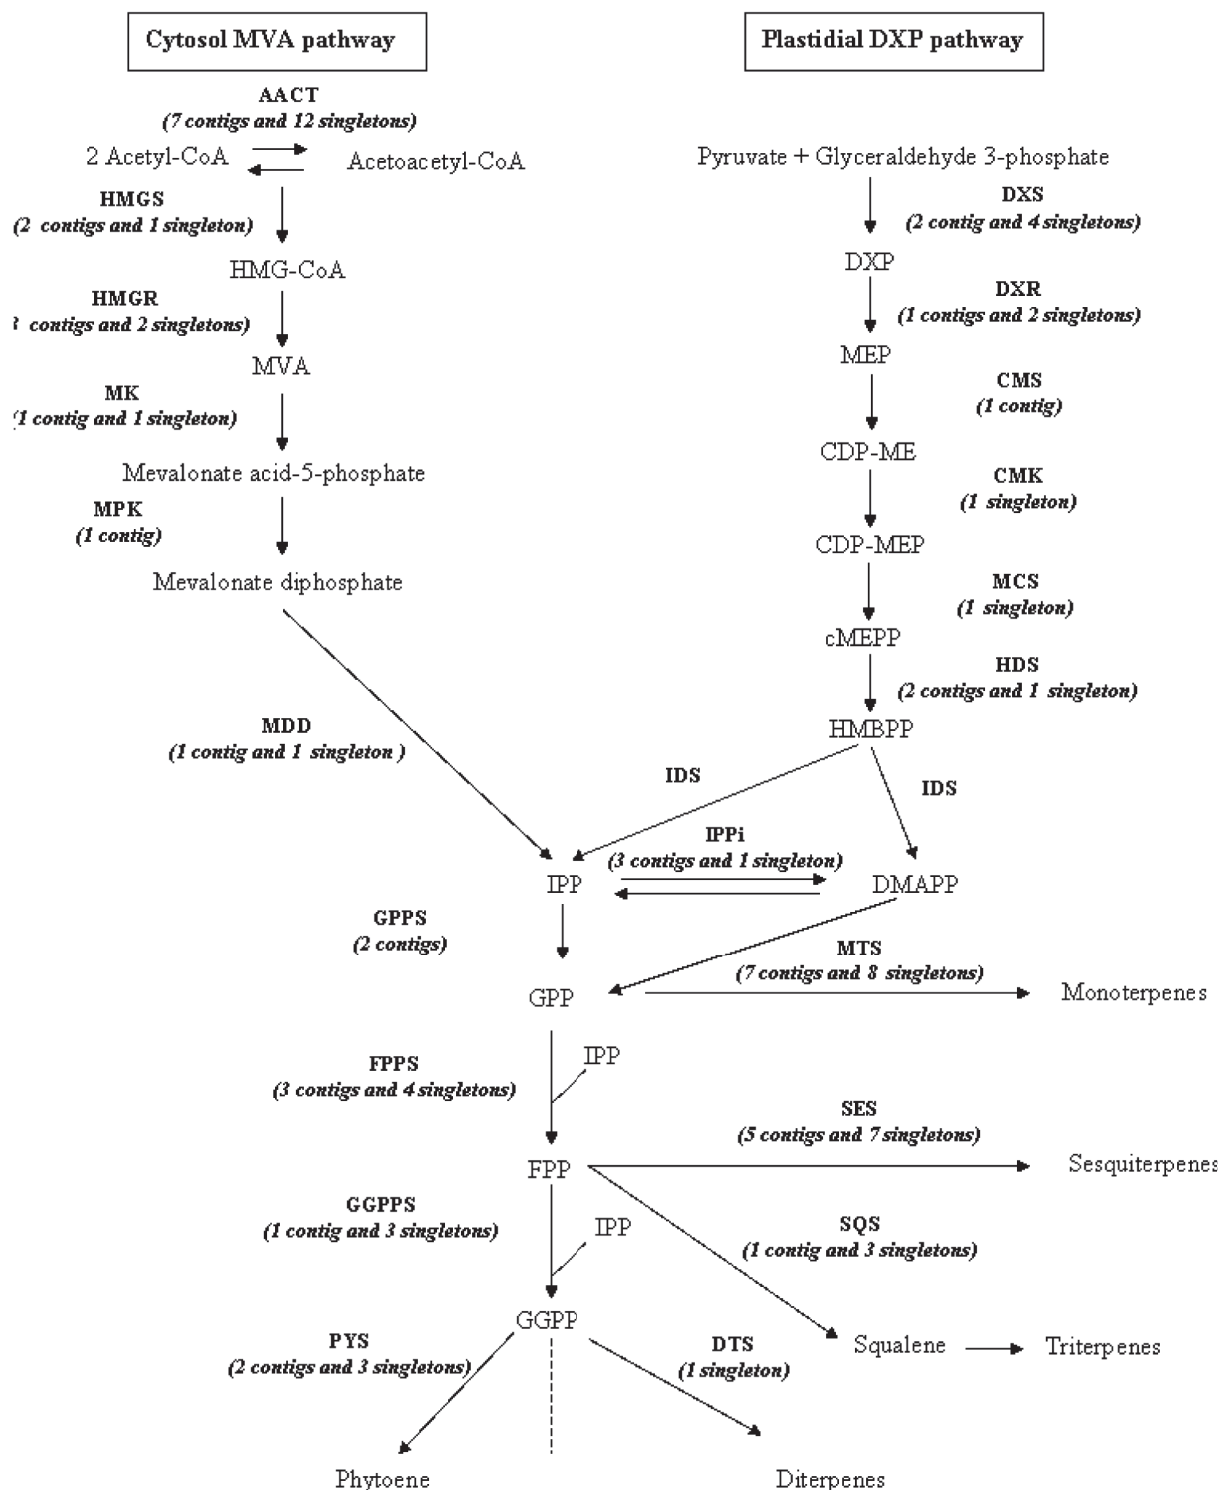 Cytosol MVA pathway
Plastidial DXP pathway
AACT
(7 contigs and 12 singletons)
2 Acetyl-CoA
Acetoacetyl-CoA
Pyruvate + Glyceraldehyde 3-phosphate
HMGS
(2 contigs and 1 singleton)
DXS
(2 contig and 4 singletons)
HMG-CoA
DXP
HMGR
contigs and 2 singletons)
DXR
(1 contigs and 2 singletons)
MVA
MEP
MK
(1 contig and 1 singleton)
CMS
(1 contig)
Mevalonate acid-5-phosphate
CDP-ME
MPK
(1 contig)
CMK
(1 singleton)
CDP-MEP
Mevalonate diphosphate
MCS
(1 singleton)
cMEPP
HDS
(2 contigs and 1 singleton)
HMBPP
MDD
(1 contig and 1 singleton )
IDS
IDS
IPPi
(3 contigs and 1 singleton)
IPP
DMAPP
GPPS
(2 contigs)
MTS
(7 contigs and 8 singletons)
GPP
Monoterpenes
IPP
FPPS
(3 contigs and 4 singletons)
SES
(5 contigs and 7 singletons)
FPP
Sesquiterpenes
GGPPS
(1 contig and 3 singletons)
IPP
SQS
(1 contig and 3 singletons)
GGPP
PYS
(2 contigs and 3 singletons)
DTS
(1 singleton)
Squalene
Triterpenes
Phytoene
Diterpenes